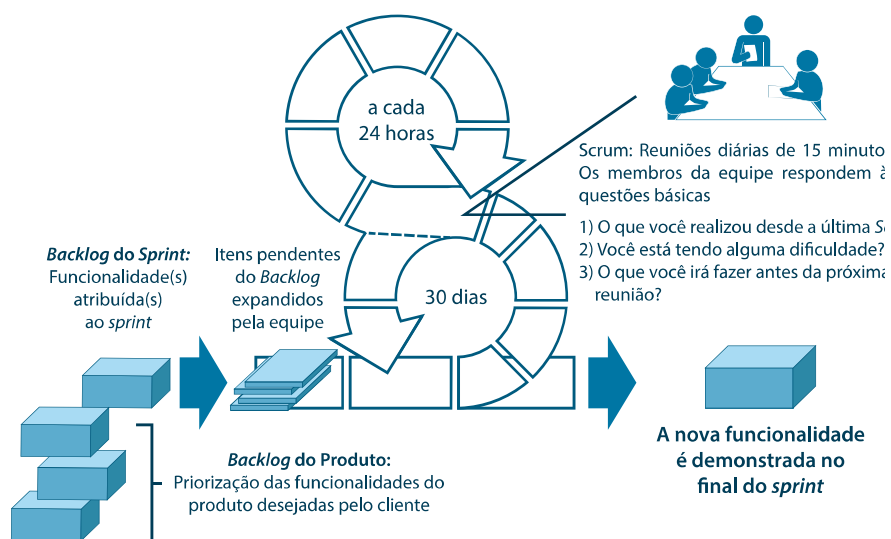 a cada
24 horas
Scrum: Reuniões diárias de 15 minuto
Os membros da equipe respondem à
questões básicas
1) O que você realizou desde a última
2) Você está tendo alguma dificuldade?
3) O que você irá fazer antes da próxima
reunião?
Backlog do Sprint:
Funcionalidade(s)
atribuída(s)
ao sprint
Itens pendentes
do Backlog
expandidos
pela equipe
30 dias
Backlog do Produto:
Priorização das funcionalidades do
produto desejadas pelo cliente
A nova funcionalidade
é demonstrada no
final do sprint